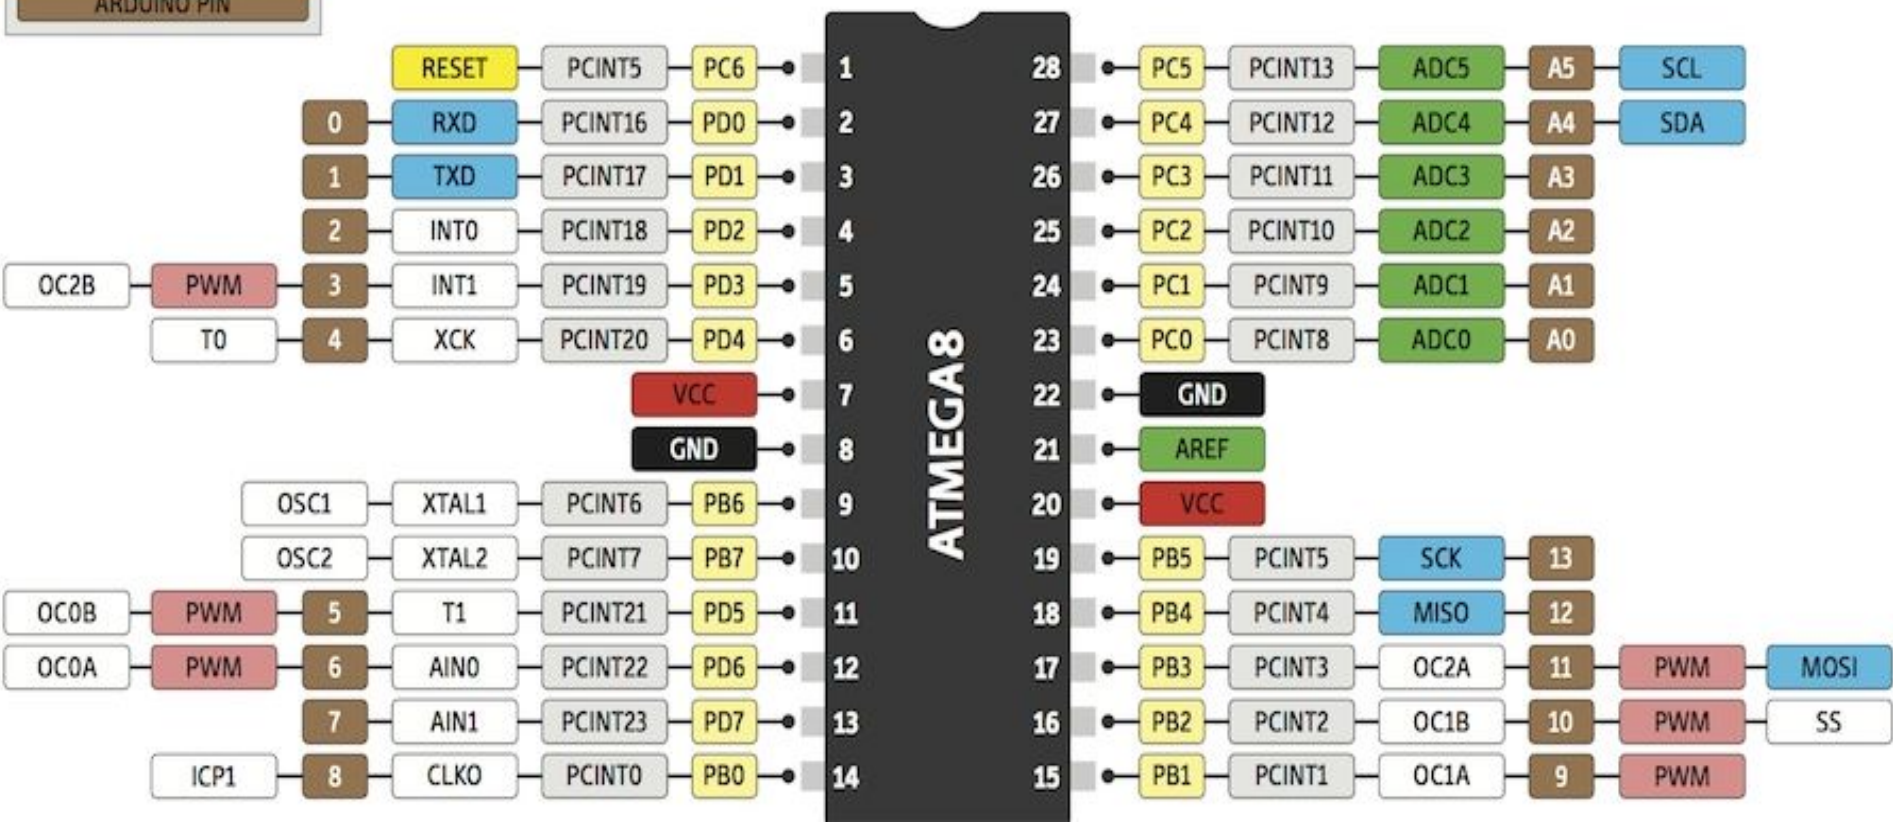 ARDUINO PIN
RESET PCINT5 PC6 1 28 PC5 PCINT13 ADC5 A5 SCL
0 RXD PCINT16 PD0 2 27 PC4 PCINT12 ADC4 A4 SDA
1 TXD PCINT17 PD1 3 26 PC3 PCINT11 ADC3 A3
2 INT0 PCINT18 PD2 4 25 PC2 PCINT10 ADC2 A2
OC2B PWM 3 INT1 PCINT19 PD3 5 24 PC1 PCINT9 ADC1 A1
T0 4 XCK PCINT20 PD4 6 23 PC0 PCINT8 ADC0 A0
VCC 7 22 GND
GND 8 21 AREF
OSC1 XTAL1 PCINT6 PB6 9 20 VCC
OSC2 XTAL2 PCINT7 PB7 10 19 PB5 PCINT5 SCK 13
OC0B PWM 5 T1 PCINT21 PD5 11 18 PB4 PCINT4 MISO 12
OC0A PWM 6 AIN0 PCINT22 PD6 12 17 PB3 PCINT3 OC2A 11 PWM MOSI
7 AIN1 PCINT23 PD7 13 16 PB2 PCINT2 OC1B 10 PWM SS
ICP1 8 CLKO PCINT0 PB0 14 15 PB1 PCINT1 OC1A 9 PWM
ATMEGA8